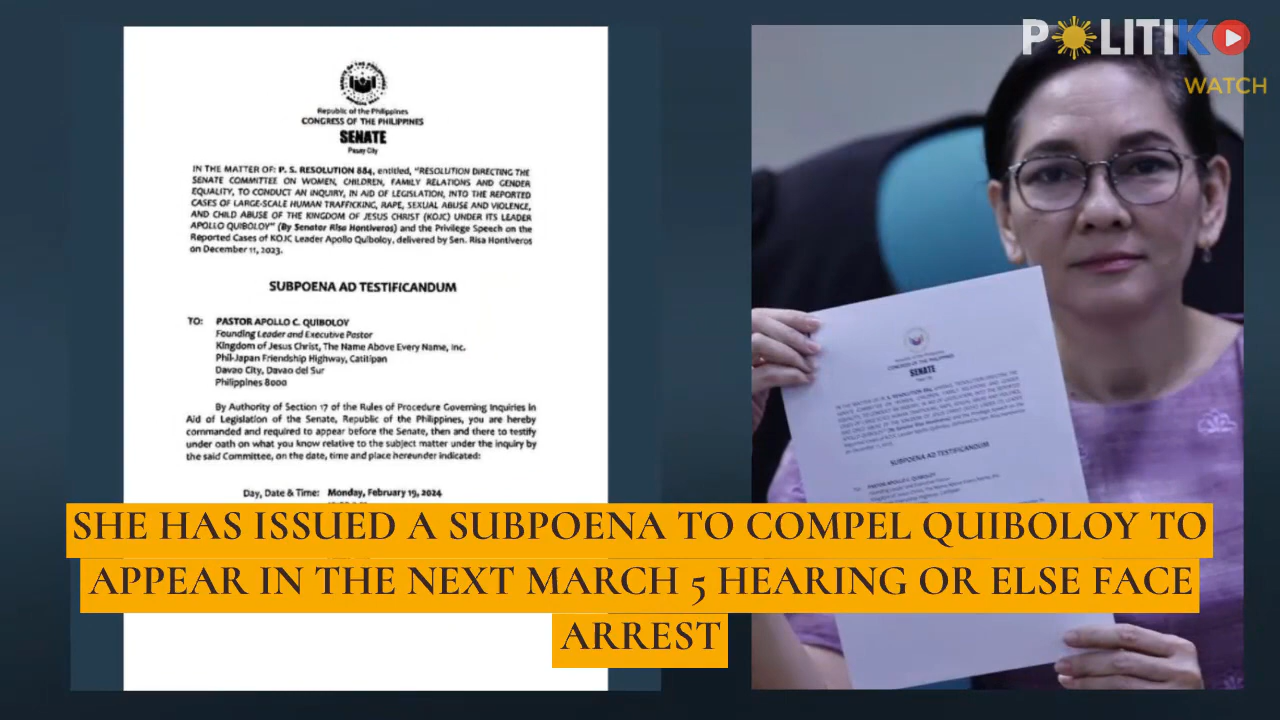 POLITIKO
WATCH
Republic of the Philippines
CONGRESS OF THE PHILIPPINES
SENATE
Pasay City
IN THE MATTER OF: P. S. RESOLUTION 884, entitled, "RESOLUTION DIRECTING THE
SENATE COMMITTEE ON WOMEN, CHILDREN, FAMILY RELATIONS AND GENDER
EQUALITY, TO CONDUCT AN INQUIRY, IN AID OF LEGISLATION, INTO THE REPORTED
CASES OF LARGE-SCALE HUMAN TRAFFICKING, RAPE, SEXUAL ABUSE AND VIOLENCE,
AND CHILD ABUSE OF THE KINGDOM OF JESUS CHRIST (KOJC) UNDER ITS LEADER
APOLLO QUIBOLOY" (By Senator Risa Hontiveros) and the Privilege Speech on the
Reported Cases of KOJC Leader Apollo Quiboloy, delivered by Sen. Risa Hontiveros
on December 11, 2023.
SUBPOENA AD TESTIFICANDUM
TO: PASTOR APOLLO C. QUIBOLOY
Founding Leader and Executive Pastor
Kingdom of Jesus Christ, The Name Above Every Name, Inc.
Phil-Japan Friendship Highway, Catitipan
Davao City, Davao del Sur
Philippines 8000
By Authority of Section 17 of the Rules of Procedure Governing Inquiries in
Aid of Legislation of the Senate, Republic of the Philippines, you are hereby
commanded and required to appear before the Senate, then and there to testify
under oath on what you know relative to the subject matter under the inquiry by
the said Committee, on the date, time and place hereunder indicated:
Day, Date & Time: Monday, February 19, 2024
SENATE
SUBPOENA AD TESTIFICANDUM
SHE HAS ISSUED A SUBPOENA TO COMPEL QUIBOLOY TO
APPEAR IN THE NEXT MARCH 5 HEARING OR ELSE FACE
ARREST